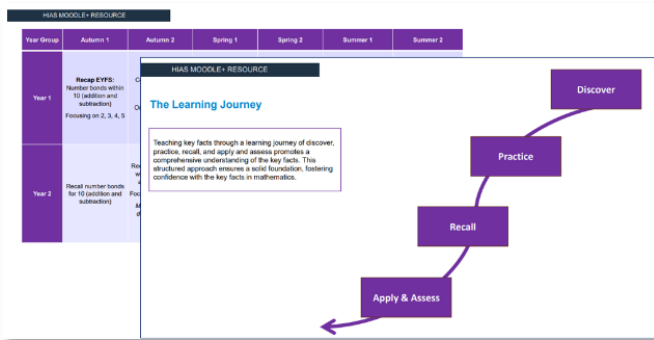 HIAS MOODLE+ RESOURCE
Year Group Autumn 1 Autumn 2 Spring 1 Spring 2 Summer 1 Summer 2
Year 1
Recap EYFS:
Number bonds within
10 (addition and
subtraction)
Focusing on 2, 3, 4, 5
Year 2
Recall number bonds
for 10 (addition and
subtraction)
HIAS MOODLE+ RESOURCE
The Learning Journey
Teaching key facts through a learning journey of discover,
practice, recall, and apply and assess promotes a
comprehensive understanding of the key facts. This
structured approach ensures a solid foundation, fostering
confidence with the key facts in mathematics.
Discover
Practice
Recall
Apply & Assess